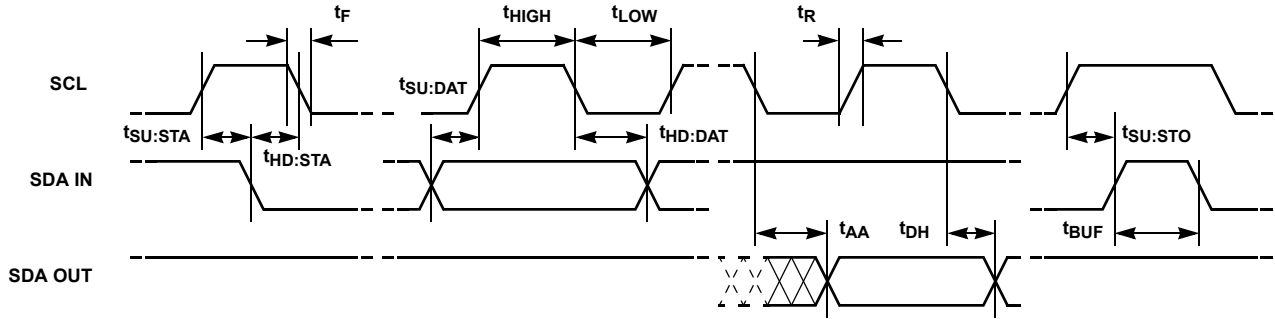 tF
tHIGH
tLOW
tR
SCL
tSU:DAT
tSU:STA
tHD:STA
tHD:DAT
tSU:STO
SDA IN
tAA
tDH
tBUF
SDA OUT